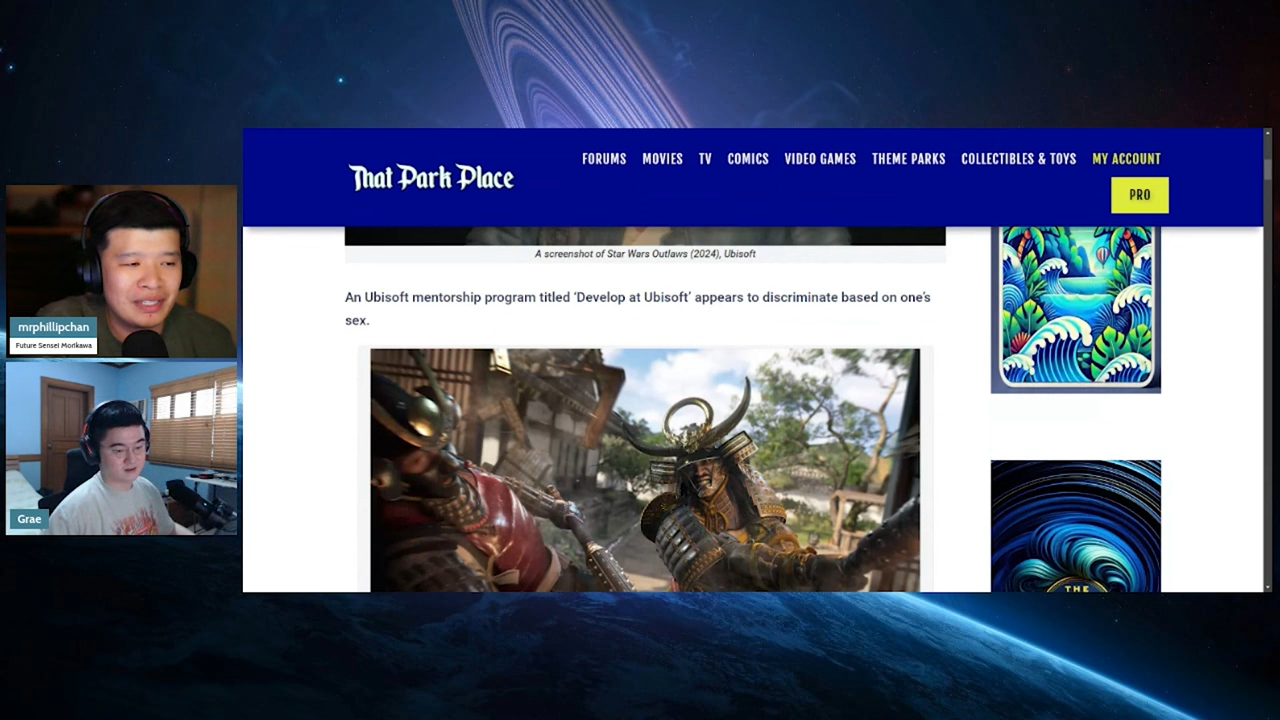 That Park Place
FORUMS MOVIES TV COMICS VIDEO GAMES THEME PARKS COLLECTIBLES & TOYS MY ACCOUNT
PRO
A screenshot of Star Wars Outlaws (2024), Ubisoft
An Ubisoft mentorship program titled ‘Develop at Ubisoft’ appears to discriminate based on one’s
sex.
mrphillipchan
Future Sensei Morikawa
Grae
THE